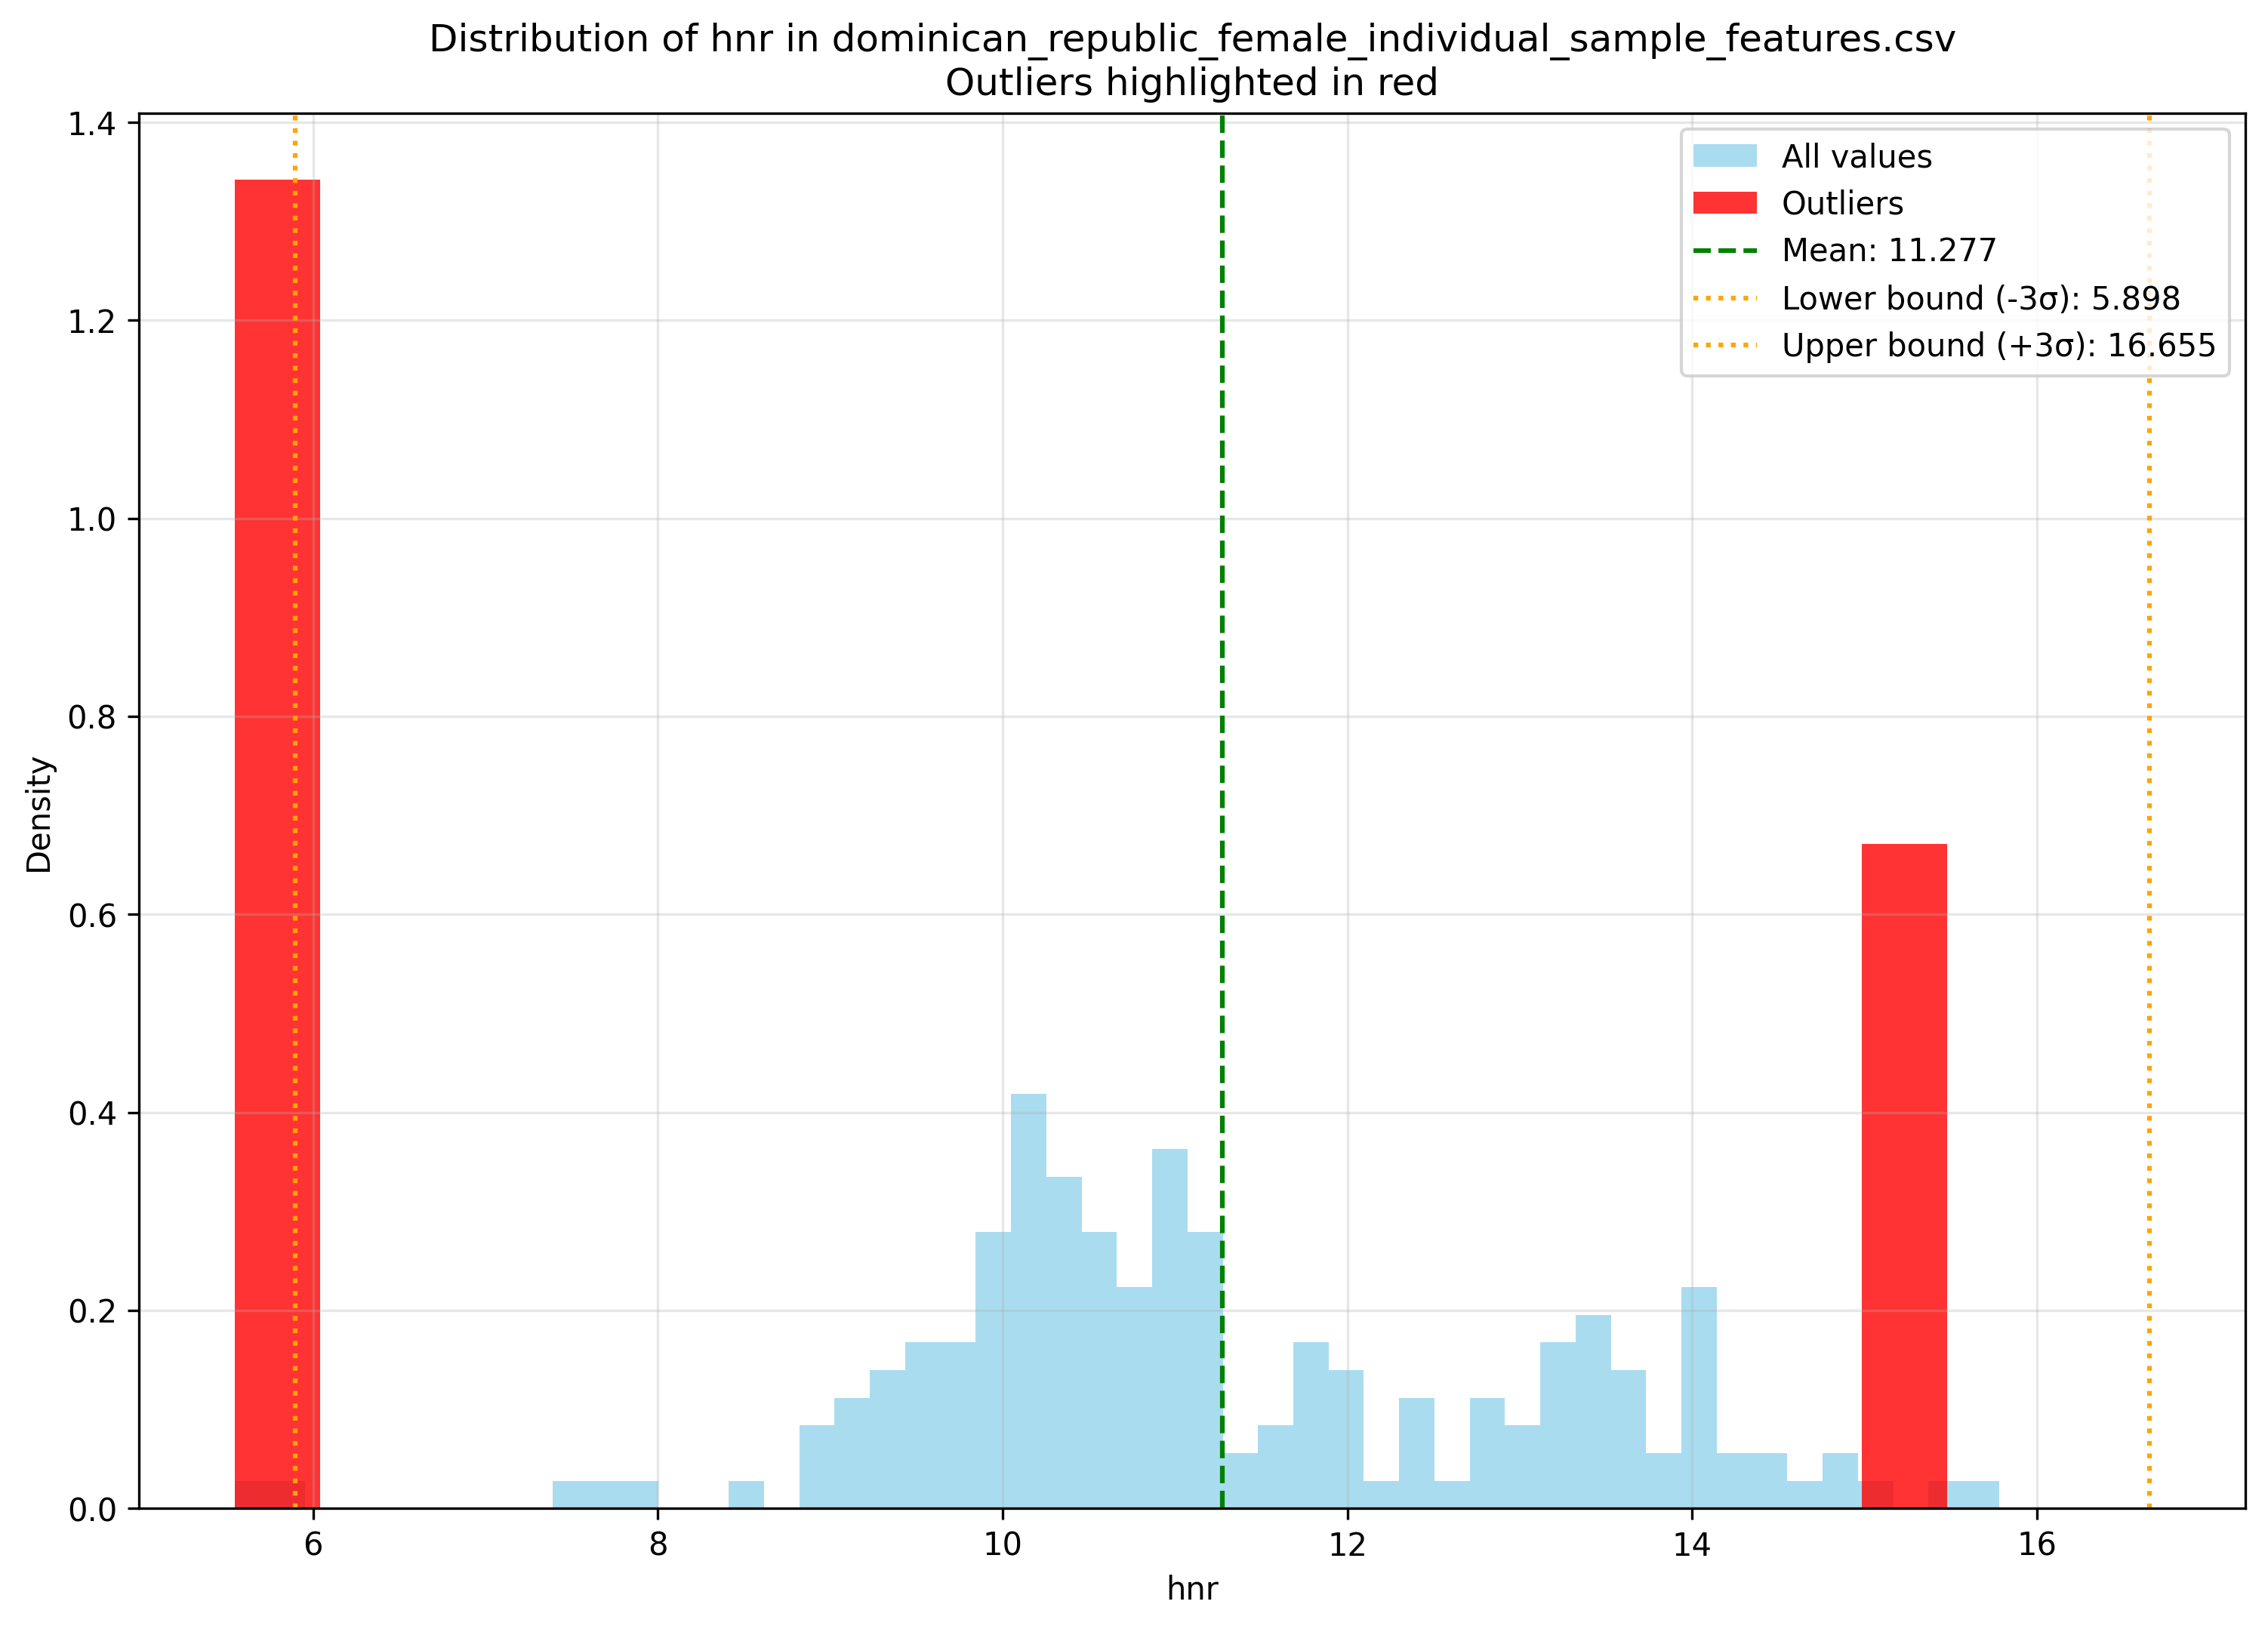 Distribution of hnr in dominican_republic_female_individual_sample_features.csv
Outliers highlighted in red
All values
Outliers
Mean: 11.277
Lower bound (-3σ): 5.898
Upper bound (+3σ): 16.655
1.4
1.2
1.0
0.8
0.6
0.4
0.2
0.0
Density
6 8 10 12 14 16
hnr